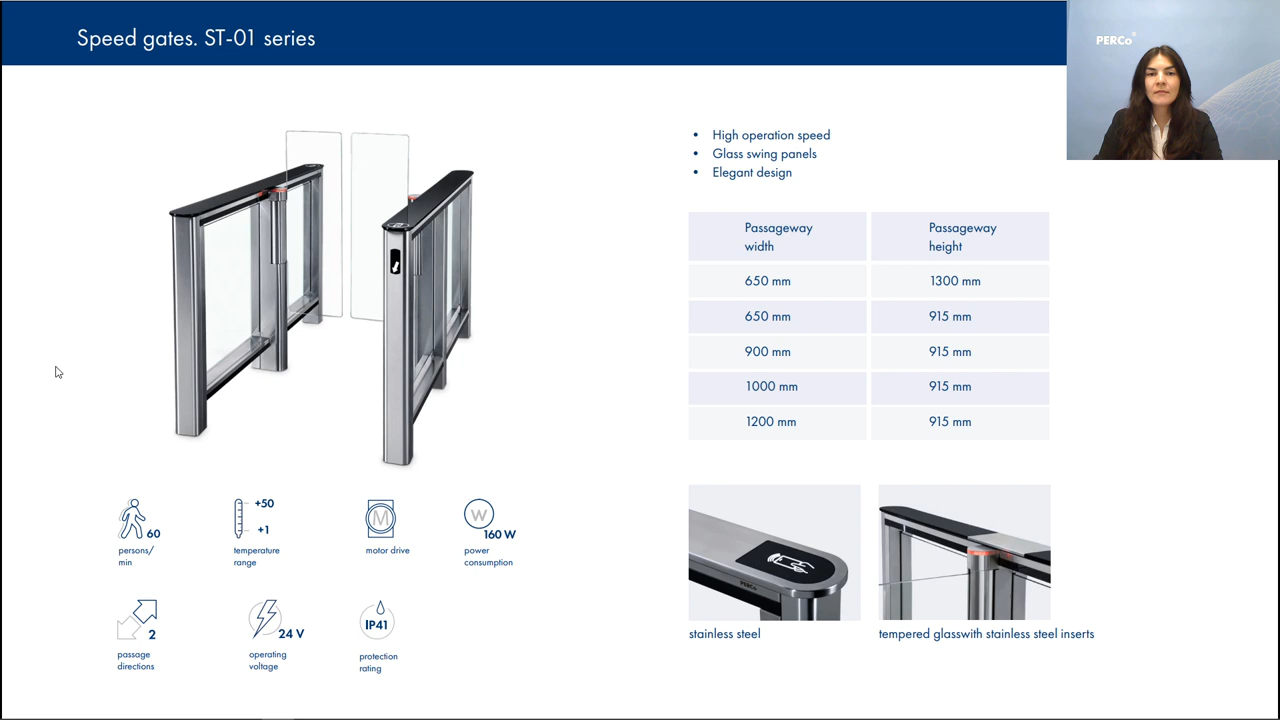 Speed gates. ST-01 series
PERCo
• High operation speed
• Glass swing panels
• Elegant design
Passageway
width
Passageway
height
650 mm
1300 mm
650 mm
915 mm
900 mm
915 mm
1000 mm
915 mm
1200 mm
915 mm
60
persons/
min
+50
+1
temperature
range
M
motor drive
W
160 W
power
consumption
2
passage
directions
24 V
operating
voltage
IP41
protection
rating
PERCo
stainless steel
tempered glasswith stainless steel inserts